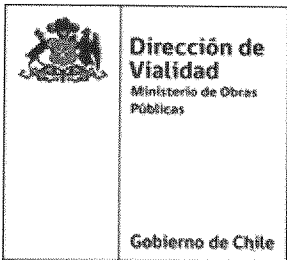 Dirección de
Vialidad
Ministerio de Obras
Públicas
Gobierno de Chile